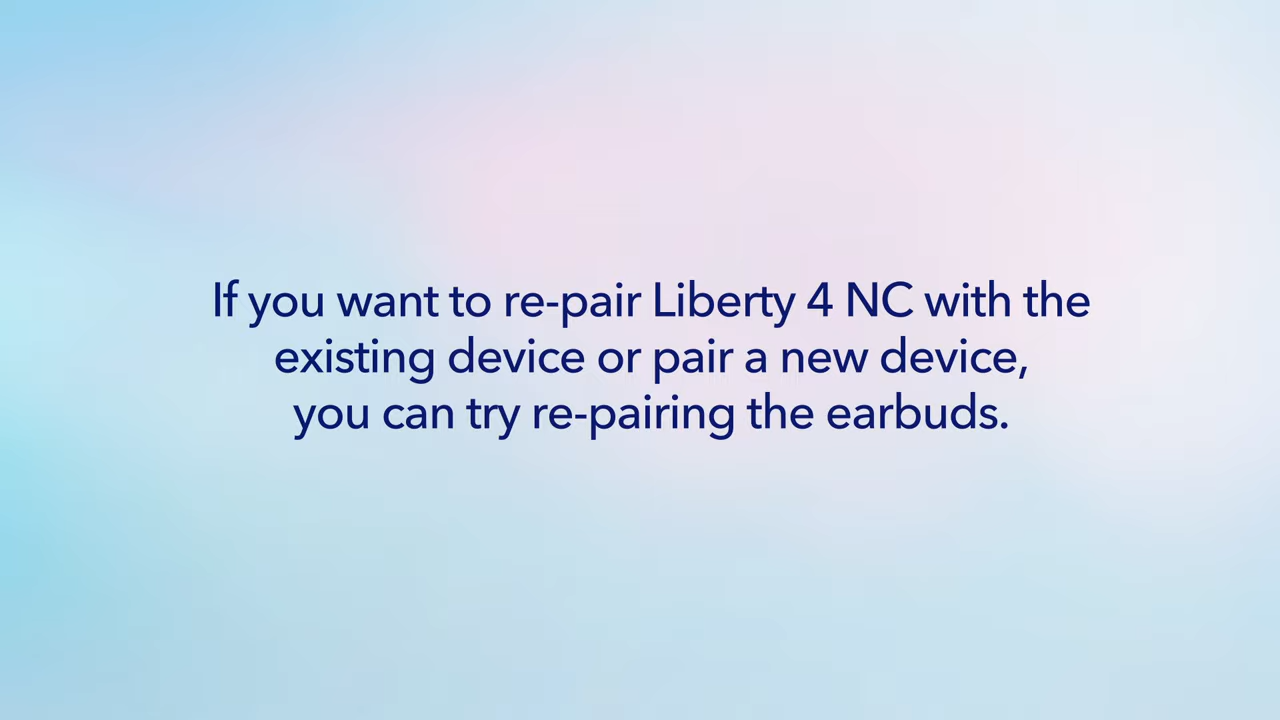 If you want to re-pair Liberty 4 NC with the
existing device or pair a new device,
you can try re-pairing the earbuds.